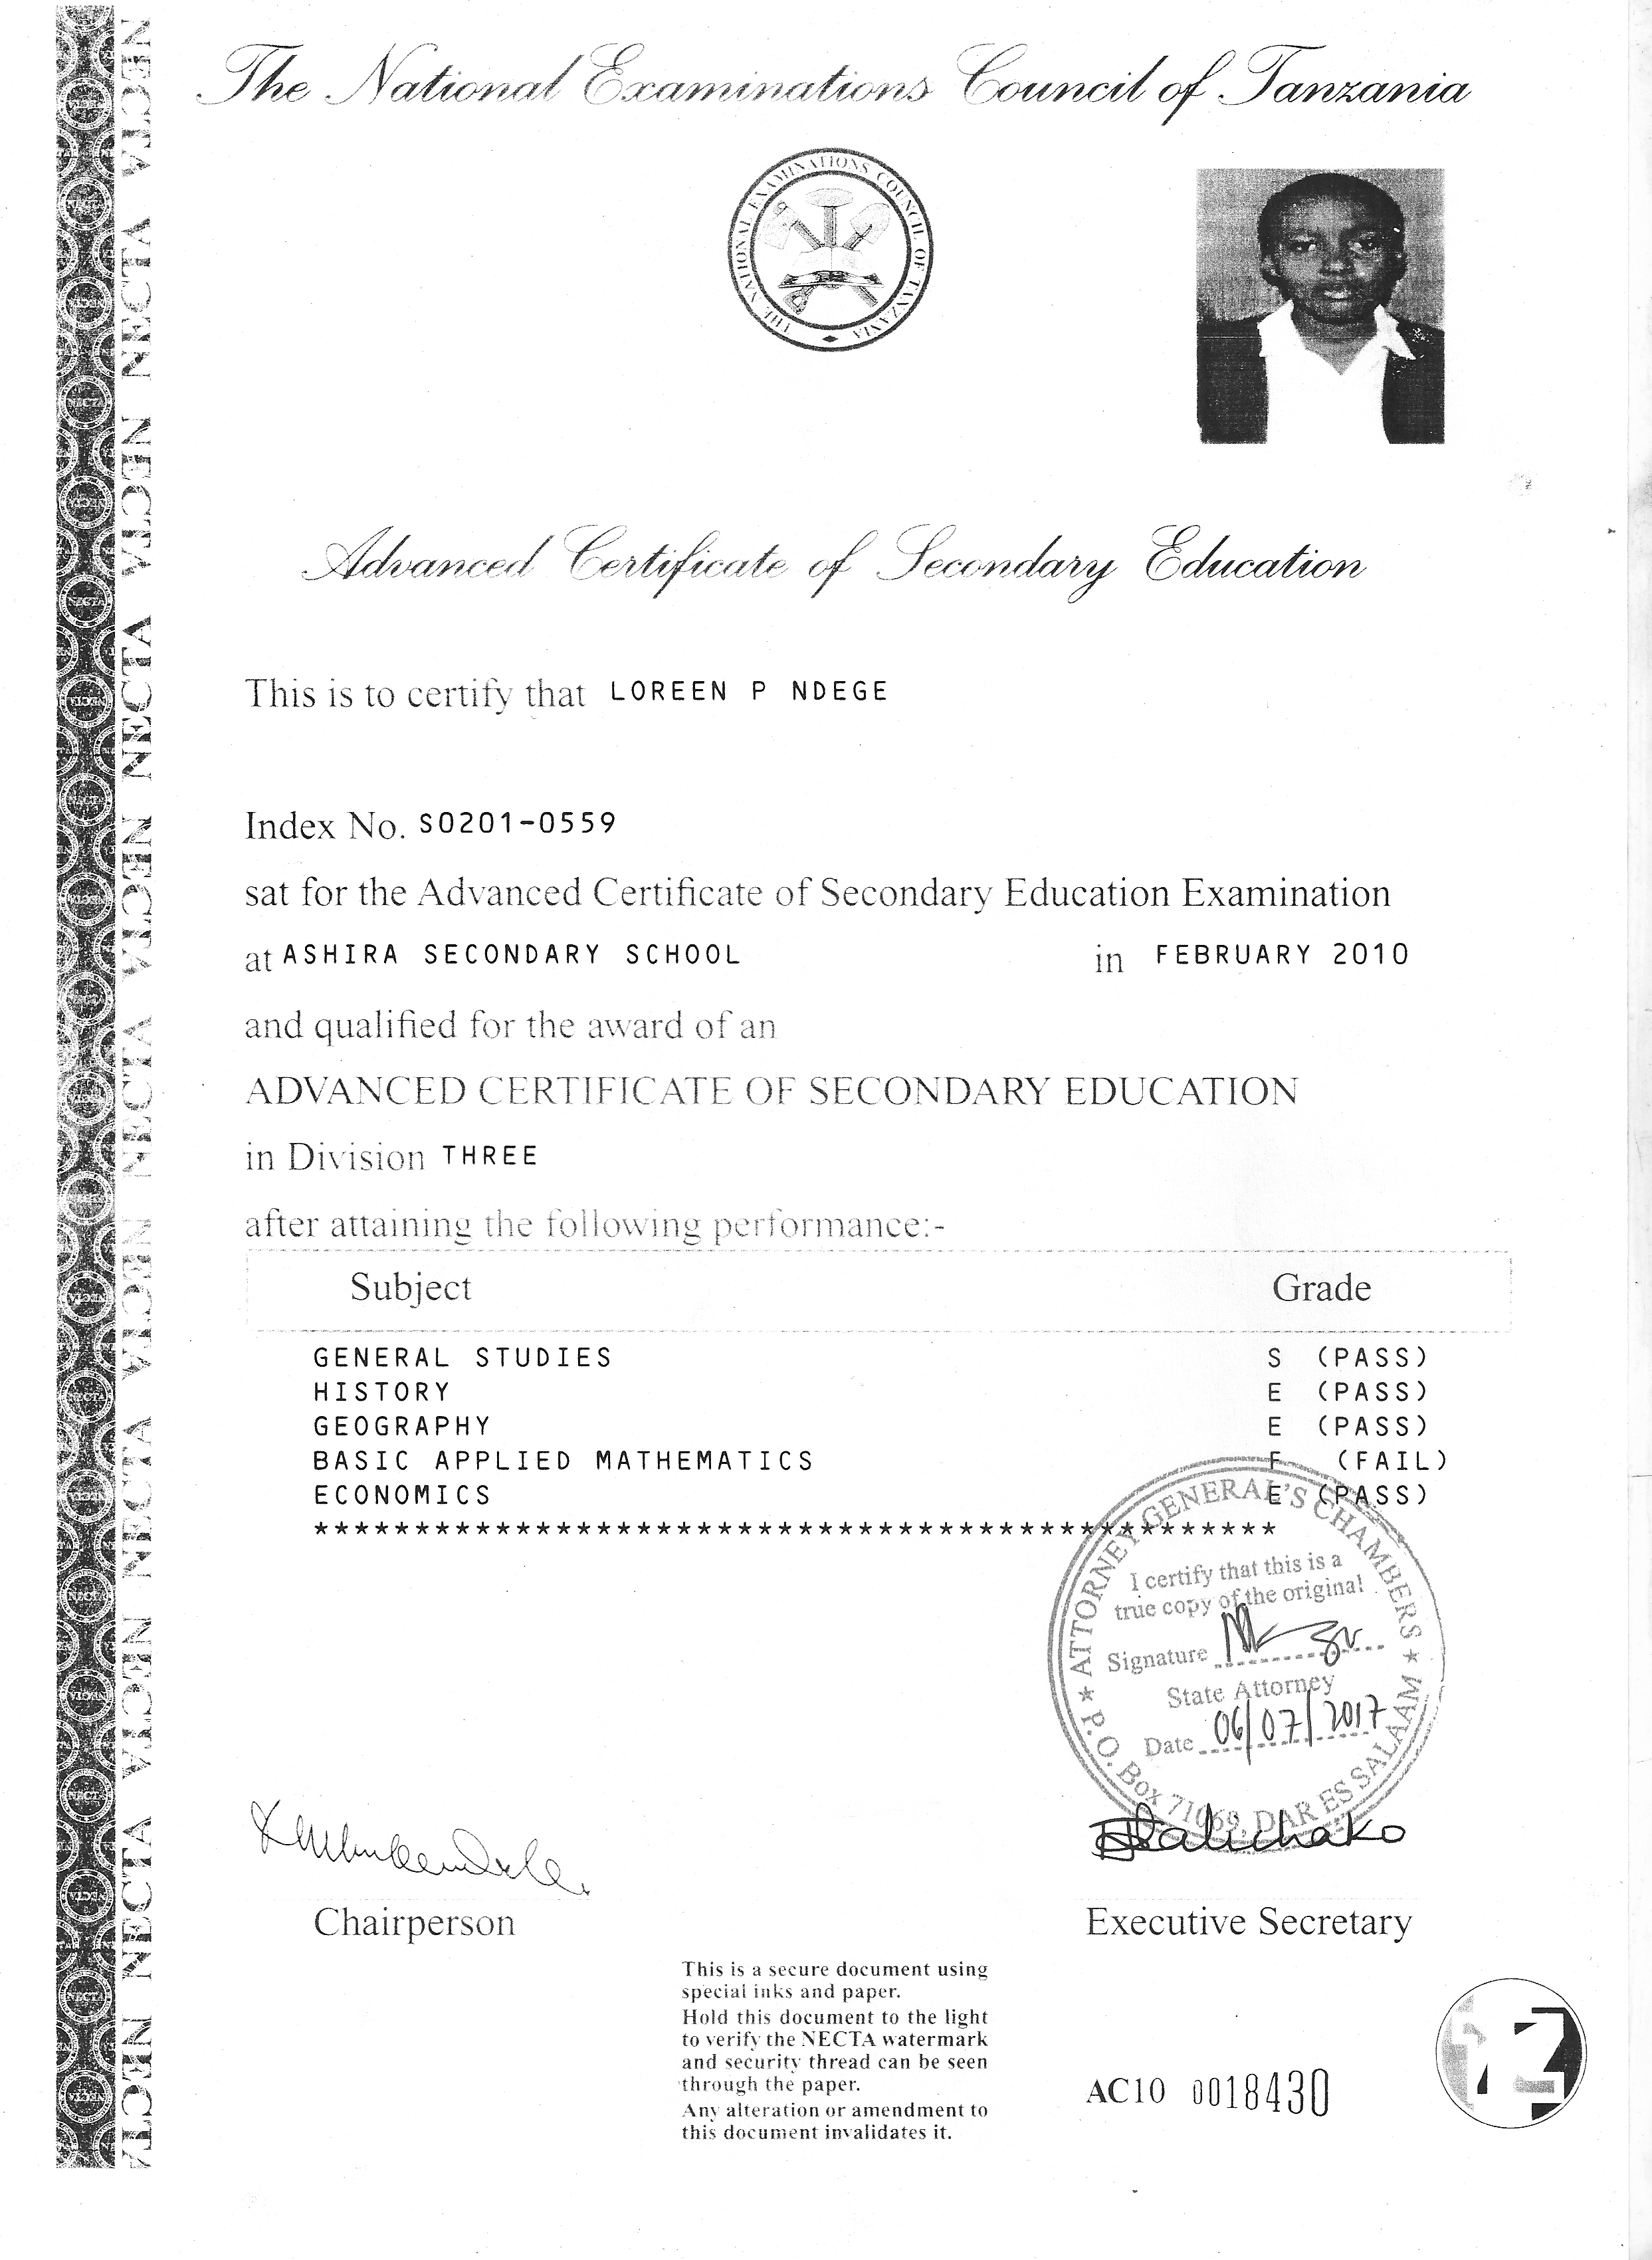 The National Examinations Council of Tanzania
THE NATIONAL EXAMINATIONS COUNCIL OF TANZANIA
Advanced Certificate of Secondary Education
This is to certify that LOREEN P NDEGE
Index No. S0201-0559
sat for the Advanced Certificate of Secondary Education Examination
at ASHIRA SECONDARY SCHOOL in FEBRUARY 2010
and qualified for the award of an
ADVANCED CERTIFICATE OF SECONDARY EDUCATION
in Division THREE
after attaining the following performance:-
Subject Grade
GENERAL STUDIES S (PASS)
HISTORY E (PASS)
GEOGRAPHY E (PASS)
BASIC APPLIED MATHEMATICS F (FAIL)
ECONOMICS E (PASS)
************************************************
ATTORNEY GENERAL'S CHAMBERS
I certify that this is a
true copy of the original
Signature
State Attorney
Date 06/07/2017
P.O. Box 71069, DAR ES SALAAM
Chairperson Executive Secretary
This is a secure document using
special inks and paper.
Hold this document to the light
to verify the NECTA watermark
and security thread can be seen
through the paper.
Any alteration or amendment to
this document invalidates it.
AC10 0018430
NECTA NECTA NECTA NECTA NECTA NECTA NECTA NECTA NECTA NECTA NECTA